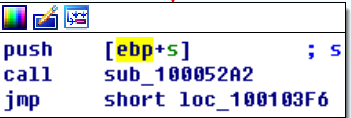 push [ebp+s] ; s
call sub_100052A2
jmp short loc_100103F6